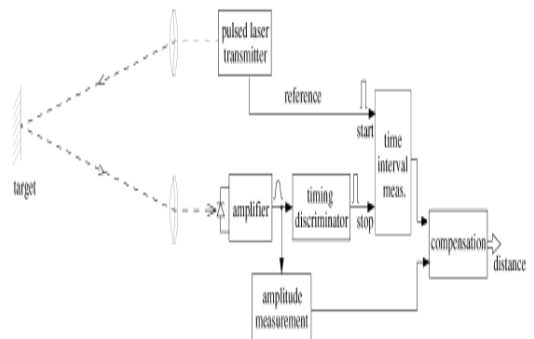 pulsed laser
transmitter
reference
start
time
interval
meas.
target
amplifier
timing
discriminator
stop
compensation
distance
amplitude
measurement